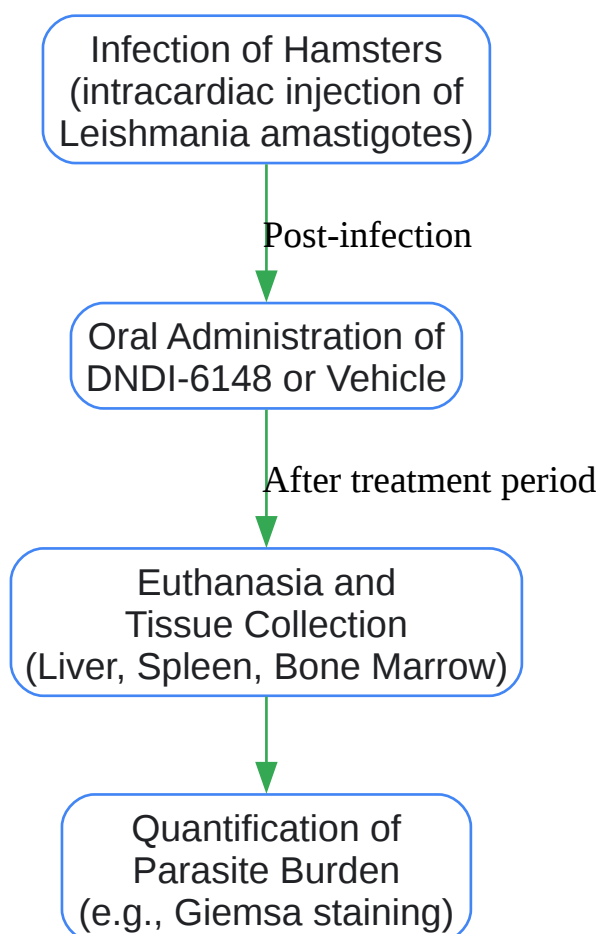 Infection of Hamsters
(intracardiac injection of
Leishmania amastigotes)
Post-infection
Oral Administration of
DNDI-6148 or Vehicle
After treatment period
Euthanasia and
Tissue Collection
(Liver, Spleen, Bone Marrow)
Quantification of
Parasite Burden
(e.g., Giemsa staining)